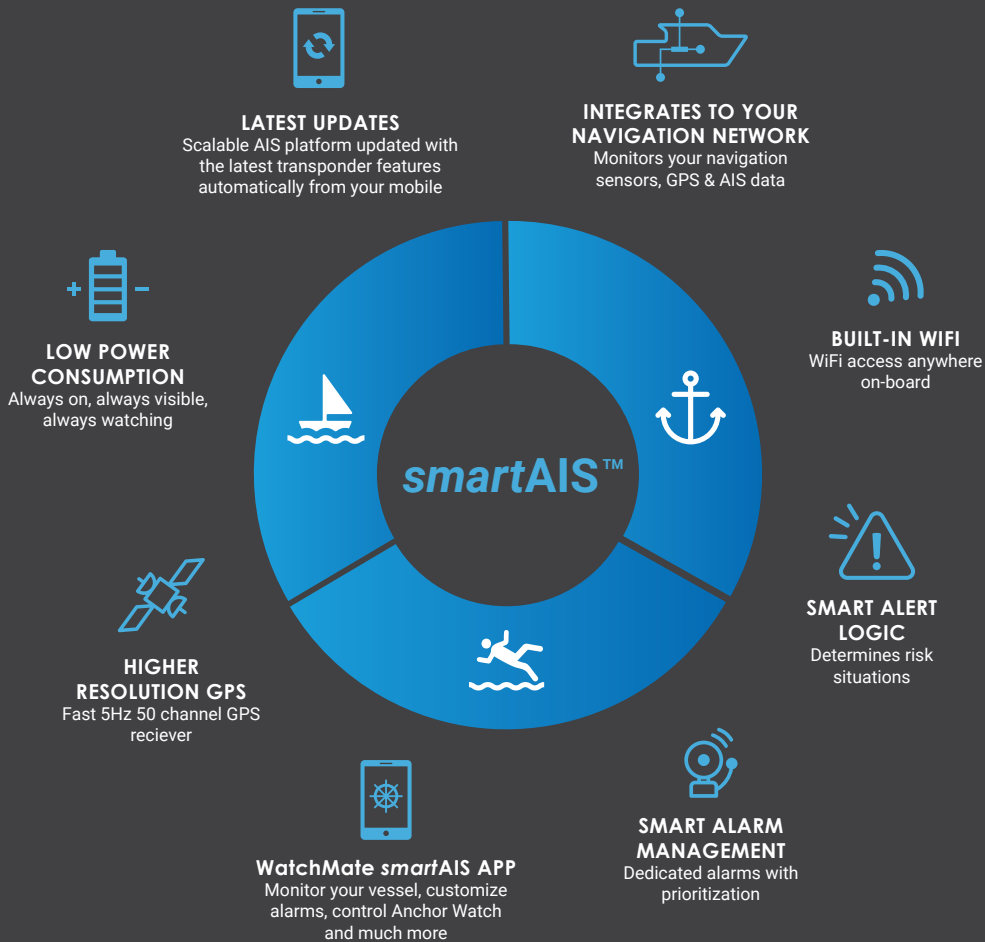 LATEST UPDATES
Scalable AIS platform updated with
the latest transponder features
automatically from your mobile
INTEGRATES TO YOUR
NAVIGATION NETWORK
Monitors your navigation
sensors, GPS & AIS data
LOW POWER
CONSUMPTION
Always on, always visible,
always watching
BUILT-IN WIFI
WiFi access anywhere
on-board
smartAIS™
HIGHER
RESOLUTION GPS
Fast 5Hz 50 channel GPS
reciever
SMART ALERT
LOGIC
Determines risk
situations
WatchMate smartAIS APP
Monitor your vessel, customize
alarms, control Anchor Watch
and much more
SMART ALARM
MANAGEMENT
Dedicated alarms with
prioritization